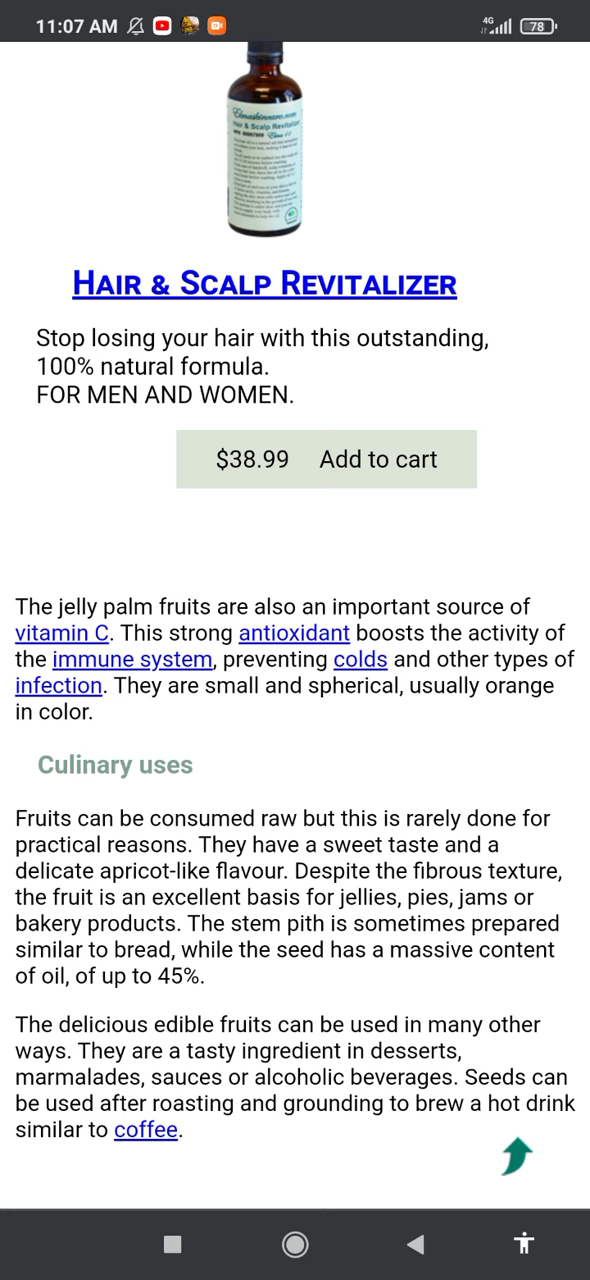 11:07 AM
4G
78
Elmaskincare.com
Hair & Scalp Revitalizer
HAIR & SCALP REVITALIZER
Stop losing your hair with this outstanding,
100% natural formula.
FOR MEN AND WOMEN.
$38.99 Add to cart
The jelly palm fruits are also an important source of
vitamin C. This strong antioxidant boosts the activity of
the immune system, preventing colds and other types of
infection. They are small and spherical, usually orange
in color.
Culinary uses
Fruits can be consumed raw but this is rarely done for
practical reasons. They have a sweet taste and a
delicate apricot-like flavour. Despite the fibrous texture,
the fruit is an excellent basis for jellies, pies, jams or
bakery products. The stem pith is sometimes prepared
similar to bread, while the seed has a massive content
of oil, of up to 45%.
The delicious edible fruits can be used in many other
ways. They are a tasty ingredient in desserts,
marmalades, sauces or alcoholic beverages. Seeds can
be used after roasting and grounding to brew a hot drink
similar to coffee.